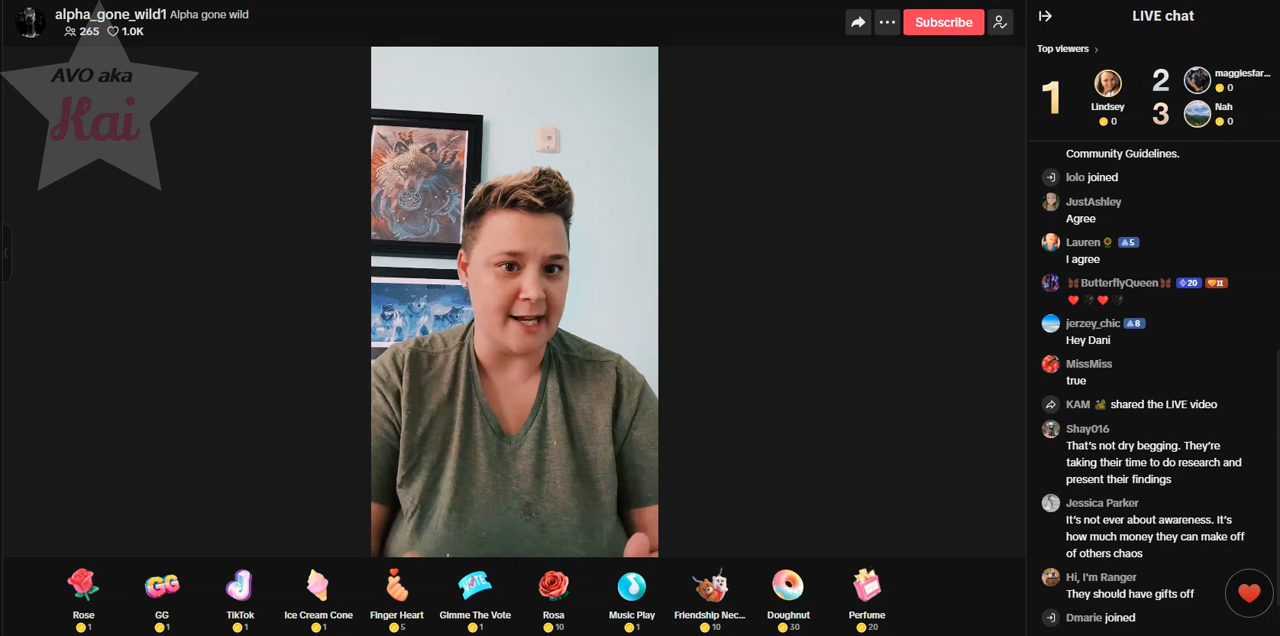 alpha_gone_wild1 Alpha gone wild
265 1.0K
Subscribe
AVO aka
Kai
LIVE chat
Top viewers
1
Lindsey
0
2
maggiesfar...
0
3
Nah
0
Community Guidelines.
lolo joined
JustAshley
Agree
Lauren 5
I agree
ButterflyQueen 20 II
jerzey_chic 8
Hey Dani
MissMiss
true
KAM shared the LIVE video
Shay016
That's not dry begging. They're
taking their time to do research and
present their findings
Jessica Parker
It's not ever about awareness. It's
how much money they can make off
of others chaos
Hi, I'm Ranger
They should have gifts off
Dmarie joined
GG
VOTE
Rose
GG
TikTok
Ice Cream Cone
Finger Heart
Gimme The Vote
Rosa
Music Play
Friendship Nec...
Doughnut
Perfume
1
1
1
1
5
1
10
1
10
30
20